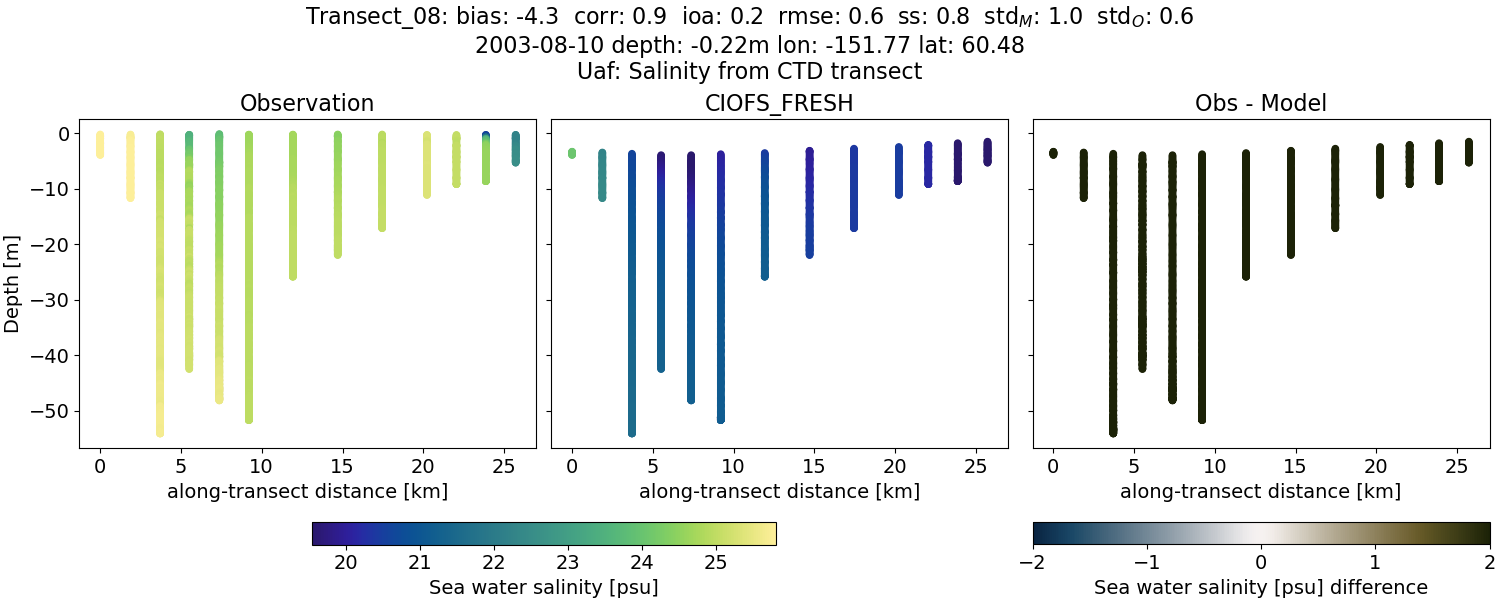 Transect_08: bias: -4.3 corr: 0.9 ioa: 0.2 rmse: 0.6 ss: 0.8 std_M: 1.0 std_O: 0.6
2003-08-10 depth: -0.22m lon: -151.77 lat: 60.48
Uaf: Salinity from CTD transect
Observation CIOFS_FRESH Obs - Model
Depth [m]
0
−10
−20
−30
−40
−50
0 5 10 15 20 25 0 5 10 15 20 25 0 5 10 15 20 25
along-transect distance [km] along-transect distance [km] along-transect distance [km]
20 21 22 23 24 25 −2 −1 0 1 2
Sea water salinity [psu] Sea water salinity [psu] difference